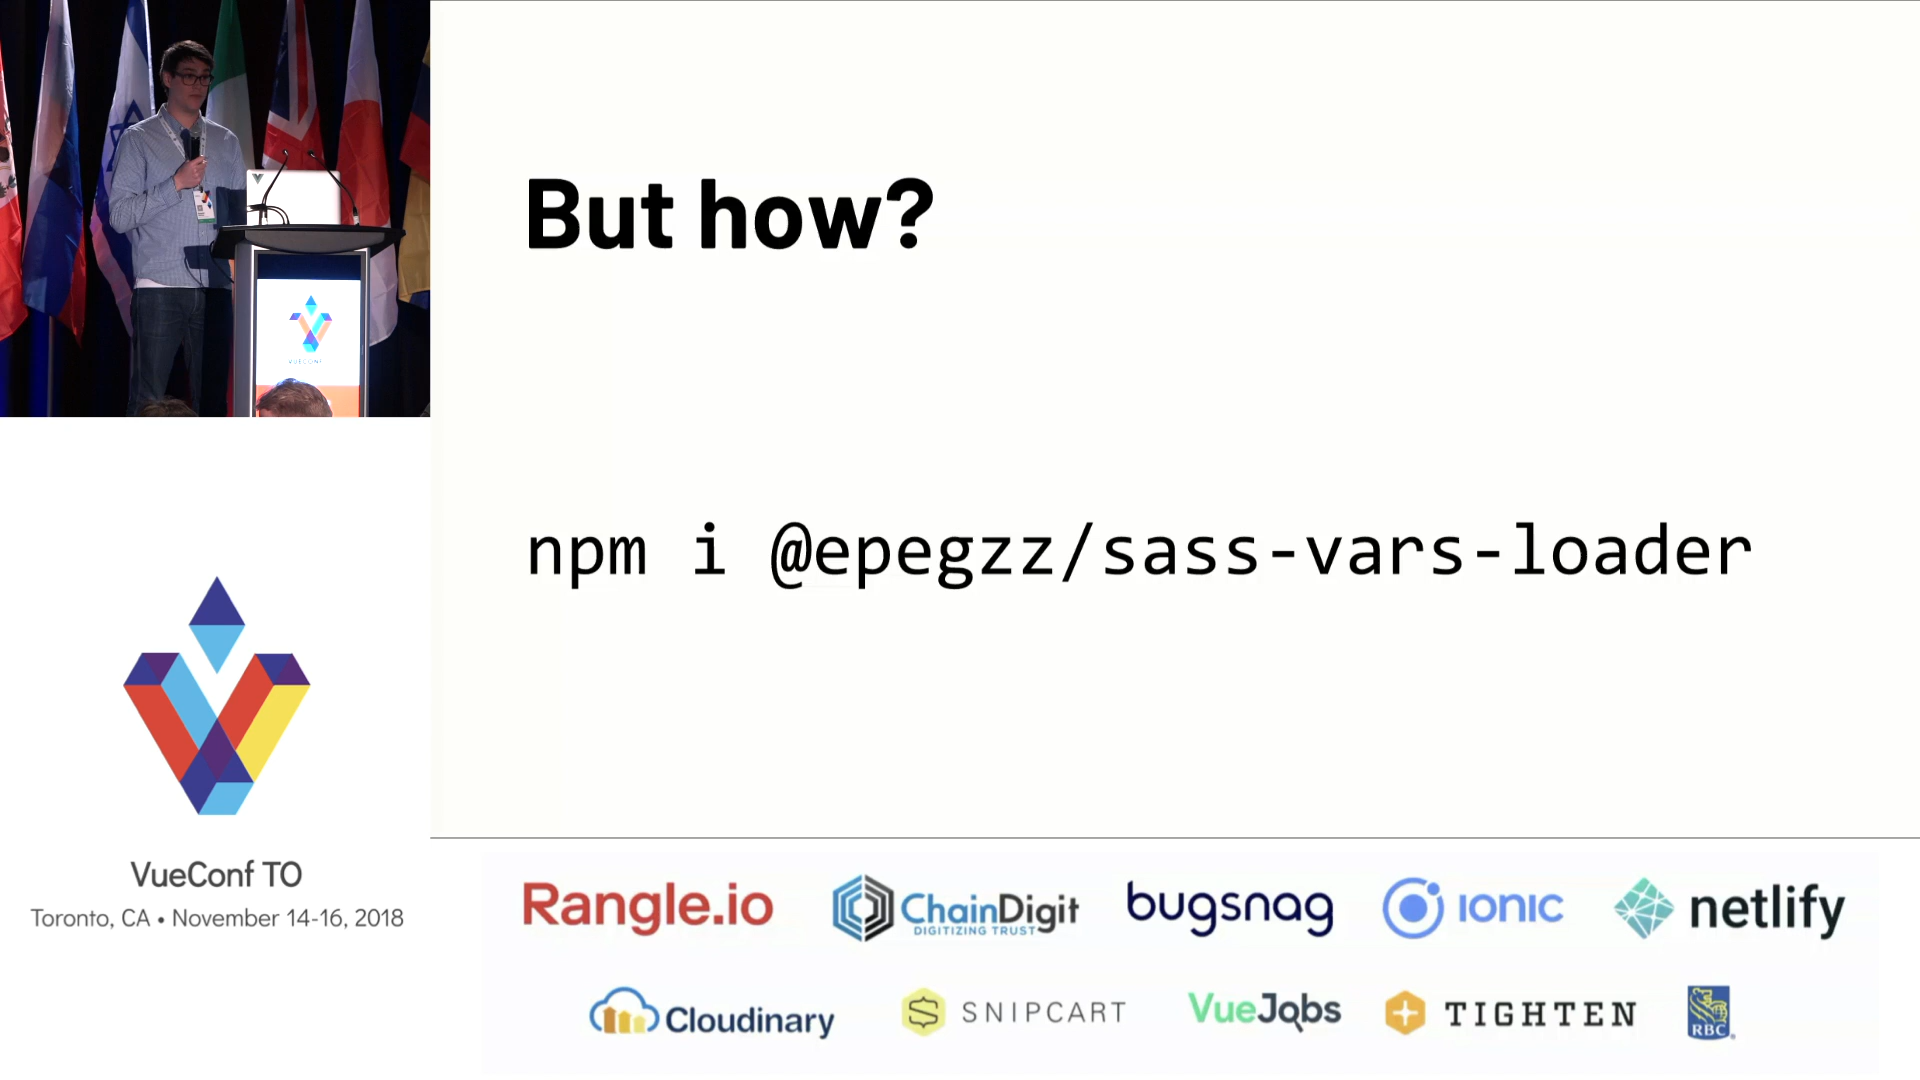 But how?
npm i @epegzz/sass-vars-loader
VUECONF
VueConf TO
Toronto, CA • November 14-16, 2018
Rangle.io
ChainDigit
DIGITIZING TRUST
bugsnag
IONIC
netlify
Cloudinary
SNIPCART
VueJobs
TIGHTEN
RBC